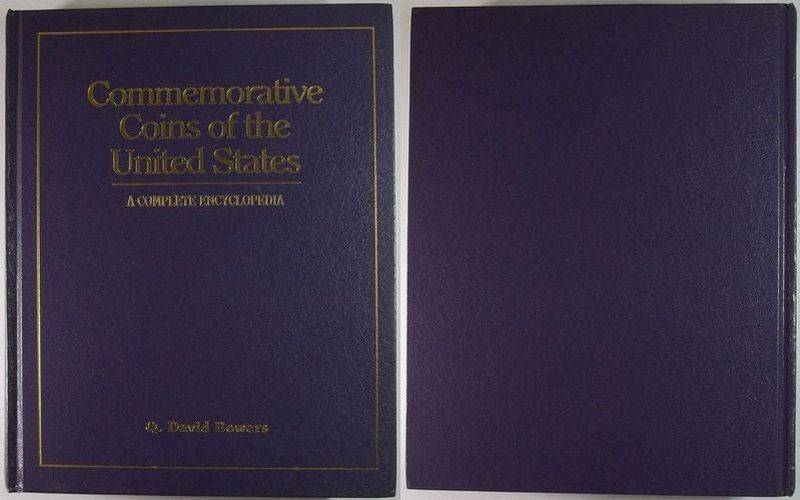 Commemorative
Coins of the
United States
A COMPLETE ENCYCLOPEDIA
Q. David Bowers